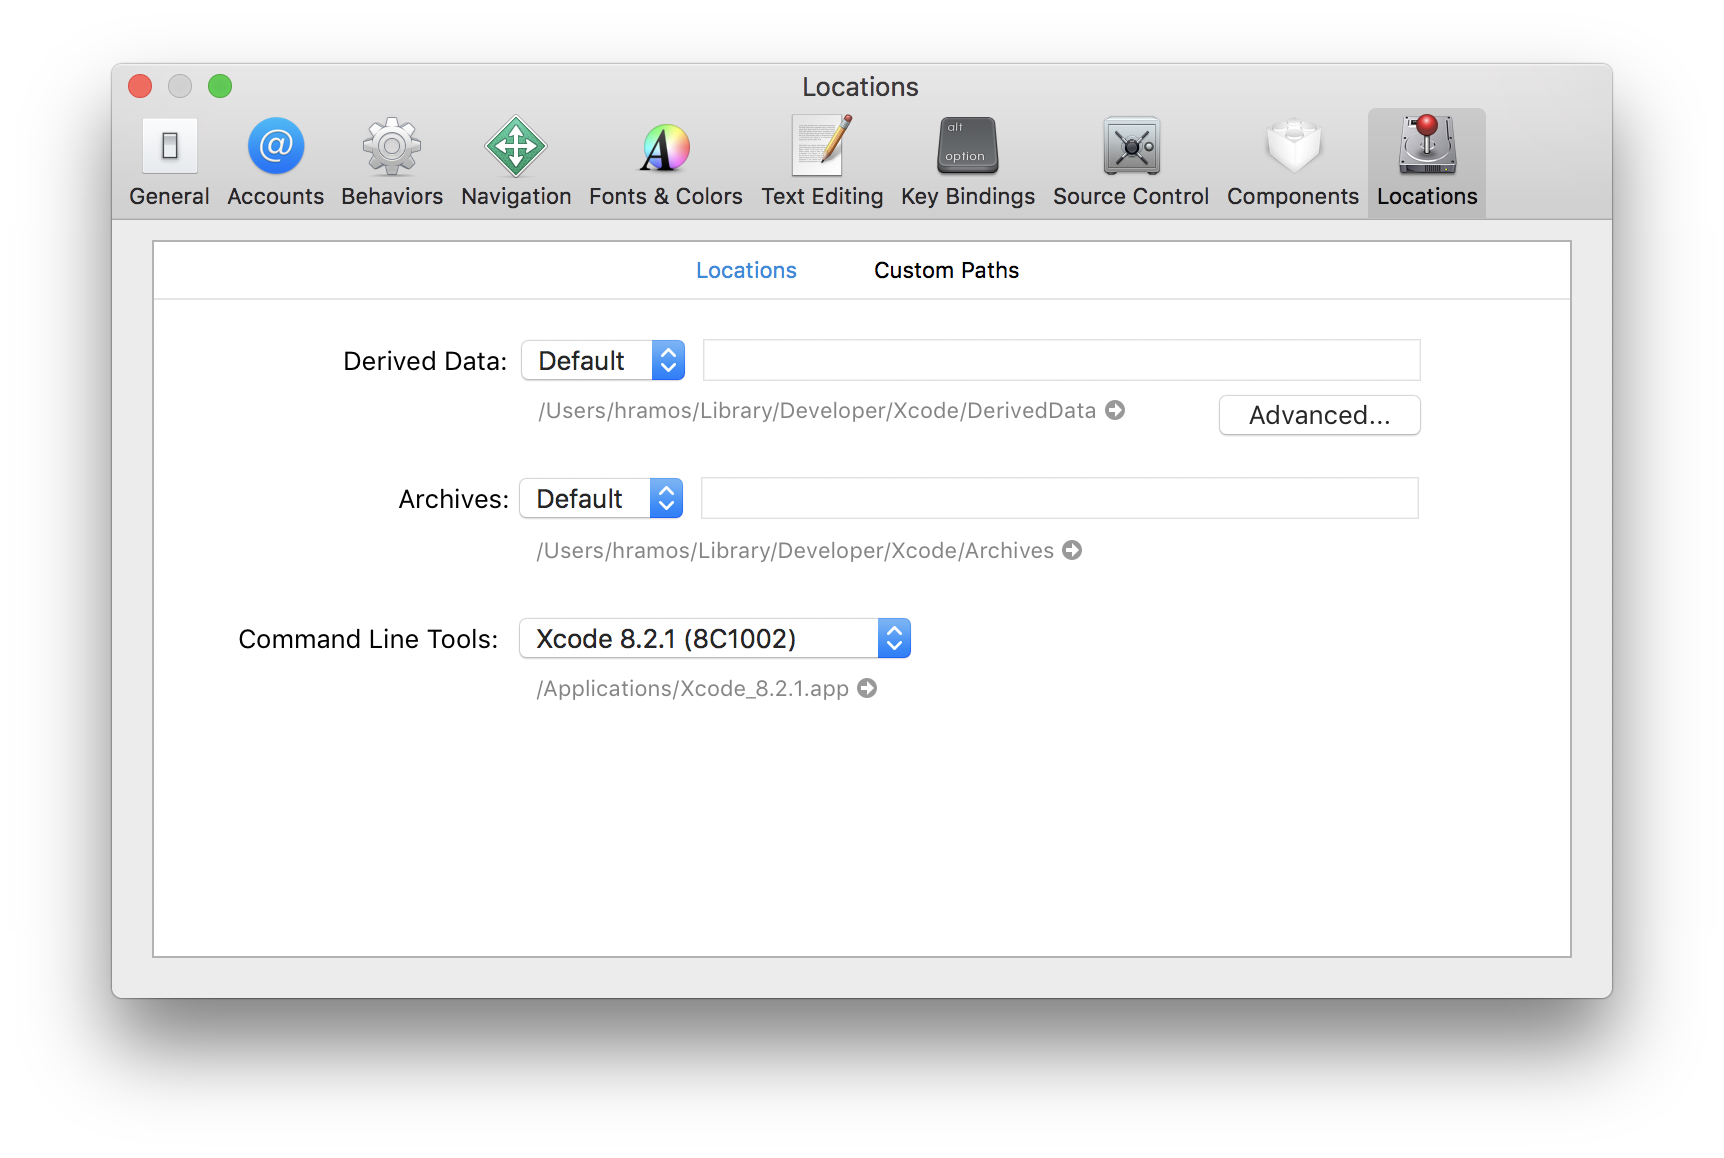 Locations
General Accounts Behaviors Navigation Fonts & Colors Text Editing Key Bindings Source Control Components Locations
alt
option
Locations Custom Paths
Derived Data: Default
/Users/hramos/Library/Developer/Xcode/DerivedData
Advanced...
Archives: Default
/Users/hramos/Library/Developer/Xcode/Archives
Command Line Tools: Xcode 8.2.1 (8C1002)
/Applications/Xcode_8.2.1.app